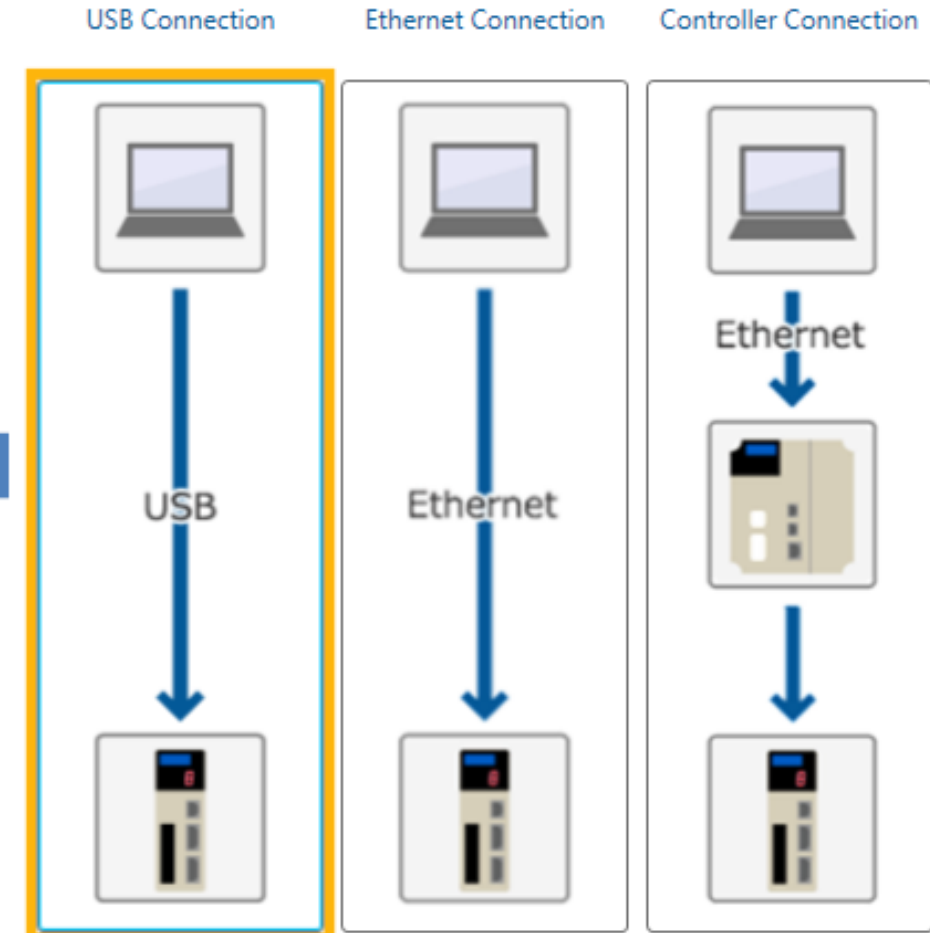 USB Connection
Ethernet Connection
Controller Connection
USB
Ethernet
Ethernet